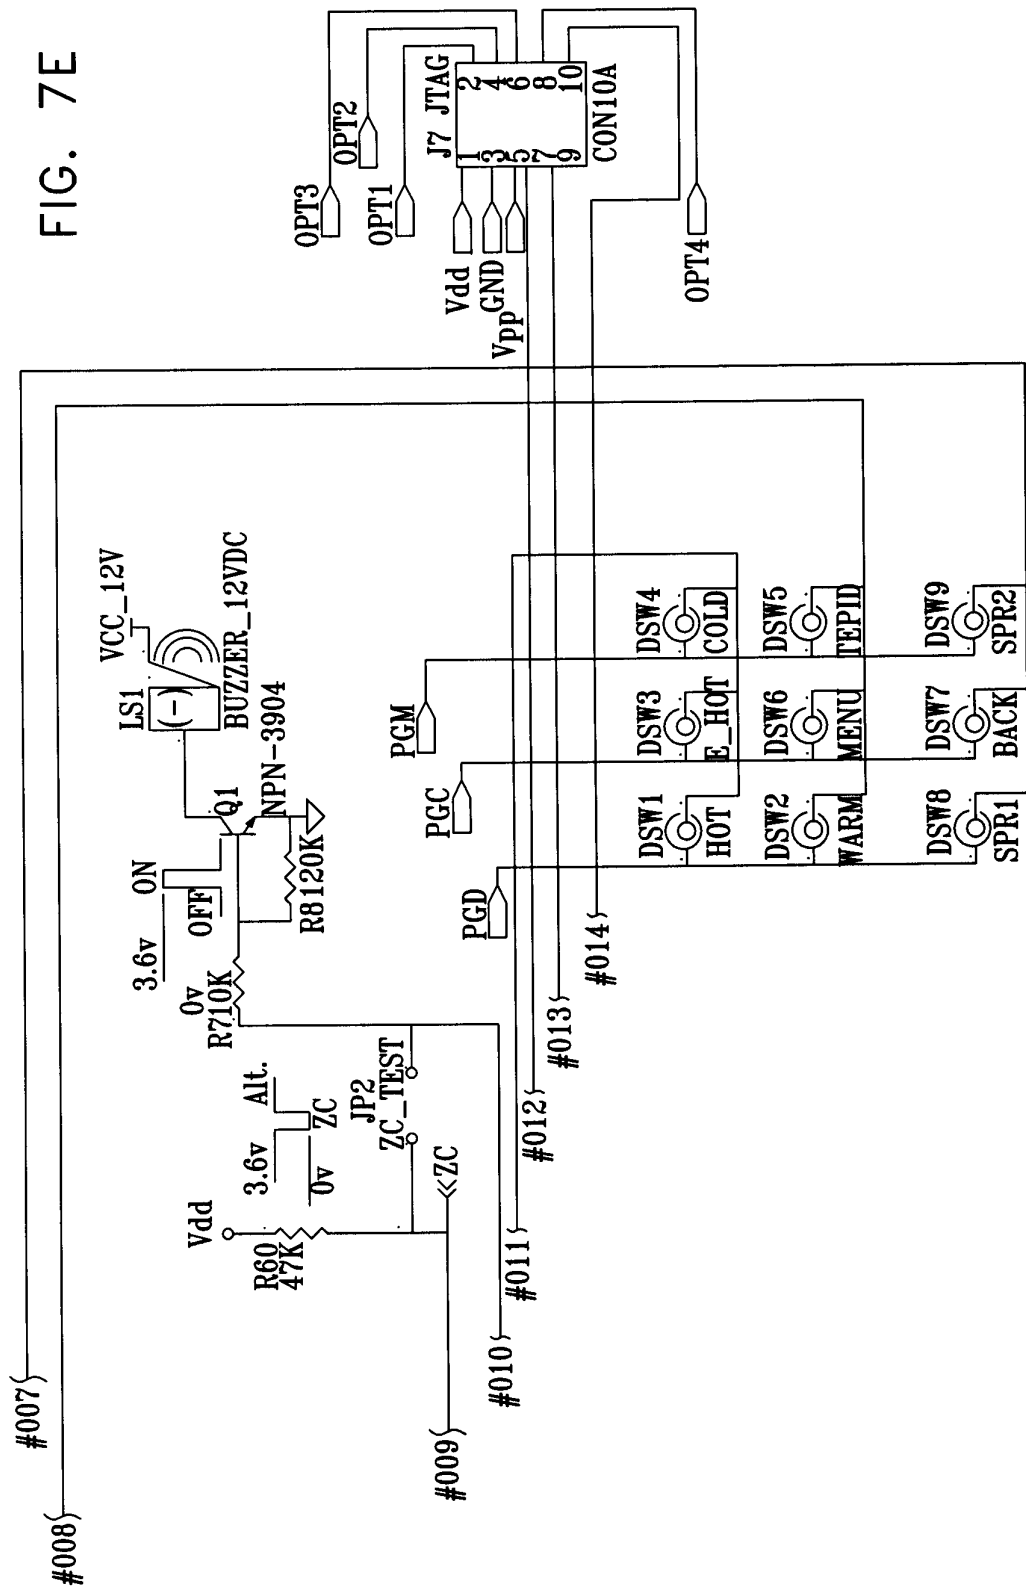 FIG. 7E
#007
#008
VCC_12V
LS1
(-)
BUZZER_12VDC
Q1
NPN-3904
ON
OFF
3.6v
0v
R710K
R8120K
Alt.
ZC
3.6v
0v
JP2
ZC_TEST
Vdd
R60
47K
ZC
#009
#010
#011
#012
#013
#014
OPT3
OPT2
OPT1
Vdd
GND
Vpp
J7 JTAG
1 2
3 4
5 6
7 8
9 10
CON10A
OPT4
PGM
PGC
PGD
DSW1
HOT
DSW3
E_HOT
DSW4
COLD
DSW2
WARM
DSW6
MENU
DSW5
TEPID
DSW8
SPR1
DSW7
BACK
DSW9
SPR2